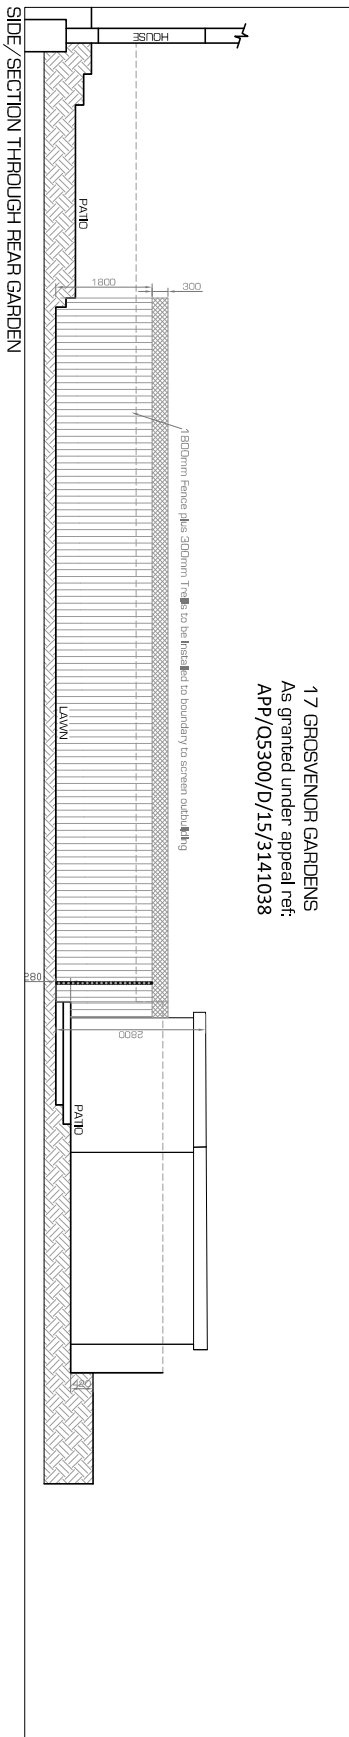 17 GROSVENOR GARDENS
As granted under appeal ref:
APP/Q5300/D/15/3141038
HOUSE
PATIO
1800
300
1800mm Fence plus 300mm Trellis to be installed to boundary to screen outbuilding
LAWN
280
2800
PATIO
420
SIDE/SECTION THROUGH REAR GARDEN